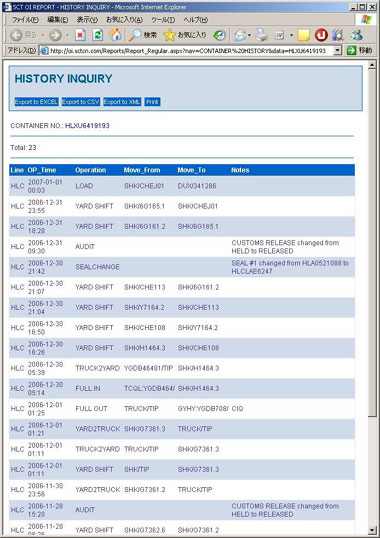 SCT OI REPORT - HISTORY INQUIRY - Microsoft Internet Explorer
ファイル(F) 編集(E) 表示(V) お気に入り(A) ツール(T) ヘルプ(H)
戻る 検索 お気に入り
アドレス(D) http://oi.sctcn.com/Reports/Report_Regular.aspx?nav=CONTAINER%20HISTORY&data=HLXU6419193 移動
HISTORY INQUIRY
Export to EXCEL Export to CSV Export to XML Print
CONTAINER NO.: HLXU6419193
Total: 23
Line OP_Time Operation Move_From Move_To Notes
HLC 2007-01-01 00:03 LOAD SHK/CHEJ01 DUX/341286
HLC 2006-12-31 23:55 YARD SHIFT SHK/6G165.1 SHK/CHEJ01
HLC 2006-12-31 18:28 YARD SHIFT SHK/6G161.2 SHK/6G165.1
HLC 2006-12-31 09:30 AUDIT CUSTOMS RELEASE changed from HELD to RELEASED
HLC 2006-12-30 21:42 SEALCHANGE SEAL #1 changed from HLA0521088 to HLCLAE6247
HLC 2006-12-30 21:07 YARD SHIFT SHK/CHE113 SHK/6G161.2
HLC 2006-12-30 21:04 YARD SHIFT SHK/Y7164.2 SHK/CHE113
HLC 2006-12-30 16:50 YARD SHIFT SHK/CHE108 SHK/Y7164.2
HLC 2006-12-30 16:26 YARD SHIFT SHK/H1464.3 SHK/CHE108
HLC 2006-12-30 05:39 TRUCK2YARD YGDB46481/TIP SHK/H1464.3
HLC 2006-12-30 05:14 FULL IN TCQL:YGDB464/ SHK/H1464.3
HLC 2006-12-01 01:25 FULL OUT TRUCK/TIP GYHY:YGDB708/ CIQ
HLC 2006-12-01 01:21 YARD2TRUCK SHK/G7361.3 TRUCK/TIP
HLC 2006-12-01 01:11 TRUCK2YARD TRUCK/TIP SHK/G7361.3
HLC 2006-12-01 01:11 YARD SHIFT SHK/TIP SHK/G7361.3
HLC 2006-11-30 23:56 YARD2TRUCK SHK/G7361.2 TRUCK/TIP
HLC 2006-11-28 15:20 AUDIT CUSTOMS RELEASE changed from HELD to RELEASED
HLC 2006-11-28 08:26 YARD SHIFT SHK/G7362.6 SHK/G7361.2